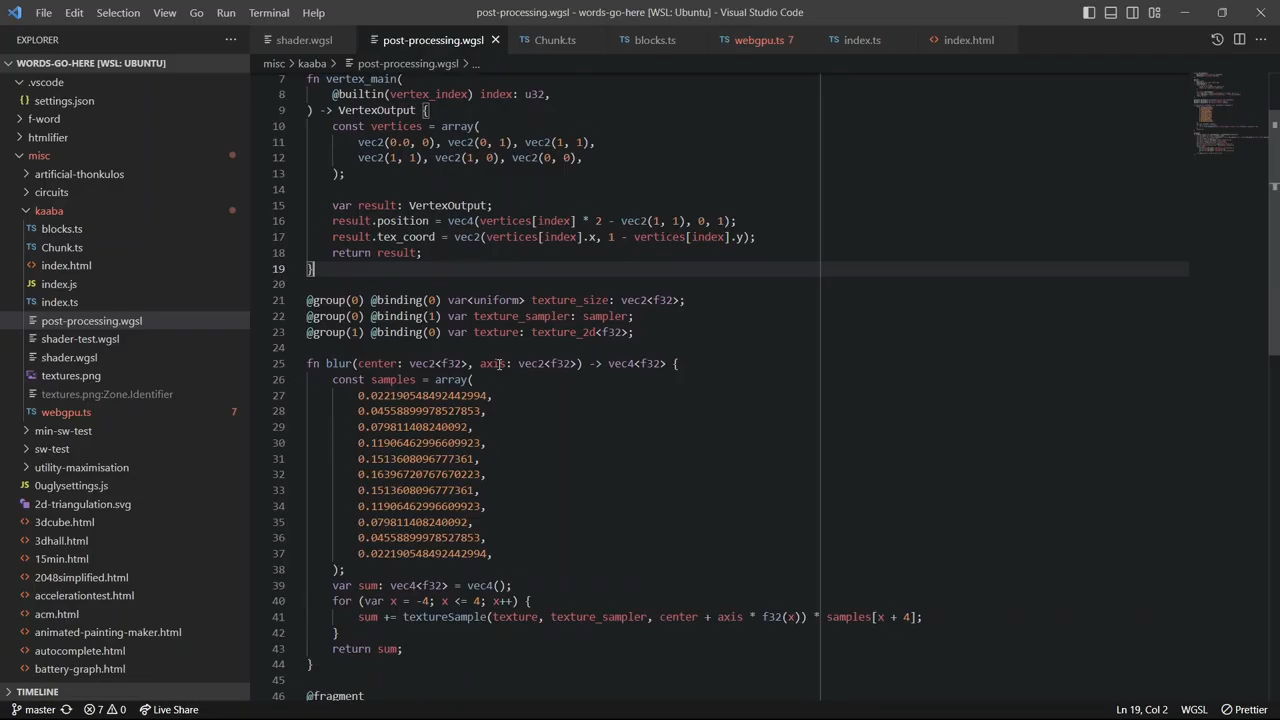 File Edit Selection View Go Run Terminal Help
post-processing.wgsl - words-go-here [WSL: Ubuntu] - Visual Studio Code
EXPLORER
shader.wgsl post-processing.wgsl Chunk.ts blocks.ts webgpu.ts 7 index.ts index.html
WORDS-GO-HERE [WSL: UBUNTU]
misc > kaaba > post-processing.wgsl > ...
.vscode
settings.json
f-word
htmlifier
misc
artificial-thonkulos
circuits
kaaba
blocks.ts
Chunk.ts
index.html
index.js
index.ts
post-processing.wgsl
shader-test.wgsl
shader.wgsl
textures.png
textures.png:Zone.Identifier
webgpu.ts 7
min-sw-test
sw-test
utility-maximisation
0uglysettings.js
2d-triangulation.svg
3dcube.html
3dhall.html
15min.html
2048simplified.html
accelerationtest.html
acm.html
animated-painting-maker.html
autocomplete.html
battery-graph.html
TIMELINE
7 fn vertex_main(
8 @builtin(vertex_index) index: u32,
9 ) -> VertexOutput {
10 const vertices = array(
11 vec2(0.0, 0), vec2(0, 1), vec2(1, 1),
12 vec2(1, 1), vec2(1, 0), vec2(0, 0),
13 );
14
15 var result: VertexOutput;
16 result.position = vec4(vertices[index] * 2 - vec2(1, 1), 0, 1);
17 result.tex_coord = vec2(vertices[index].x, 1 - vertices[index].y);
18 return result;
19 }
20
21 @group(0) @binding(0) var<uniform> texture_size: vec2<f32>;
22 @group(0) @binding(1) var texture_sampler: sampler;
23 @group(1) @binding(0) var texture: texture_2d<f32>;
24
25 fn blur(center: vec2<f32>, axis: vec2<f32>) -> vec4<f32> {
26 const samples = array(
27 0.022190548492442994,
28 0.04558899978527853,
29 0.079811408240092,
30 0.11906462996609923,
31 0.1513608096777361,
32 0.16396720767670223,
33 0.1513608096777361,
34 0.11906462996609923,
35 0.079811408240092,
36 0.04558899978527853,
37 0.022190548492442994,
38 );
39 var sum: vec4<f32> = vec4();
40 for (var x = -4; x <= 4; x++) {
41 sum += textureSample(texture, texture_sampler, center + axis * f32(x)) * samples[x + 4];
42 }
43 return sum;
44 }
45
46 @fragment
master 7 0 Live Share Ln 19, Col 2 WGSL Prettier